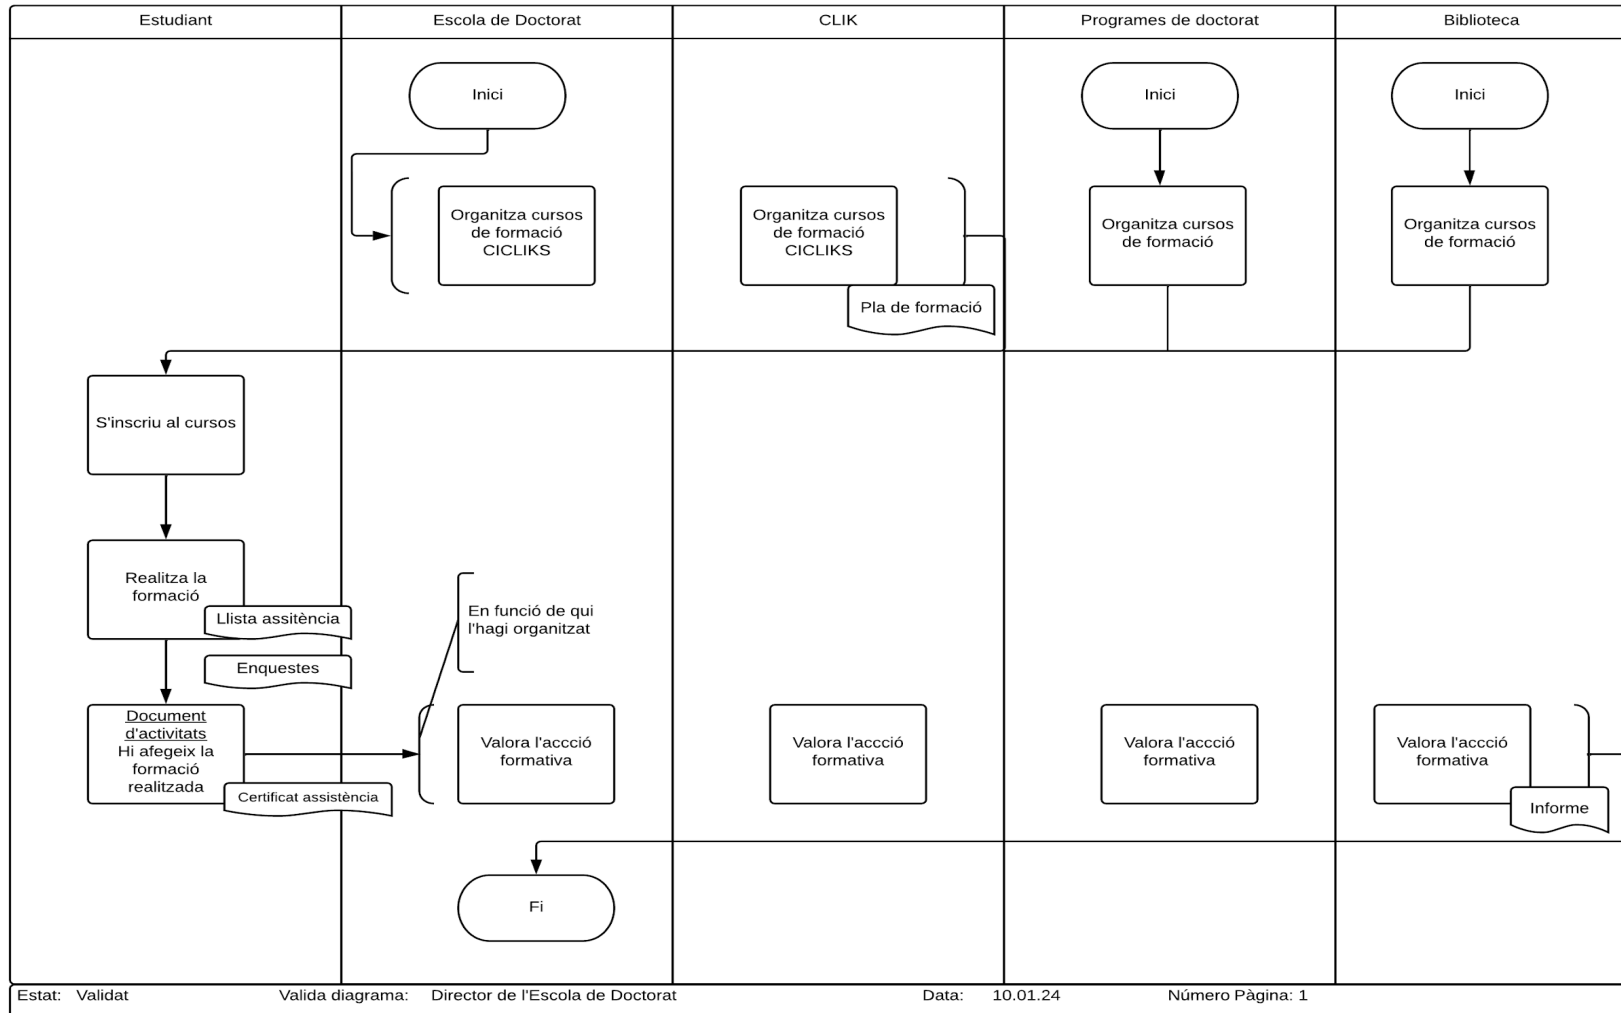 Estudiant
Escola de Doctorat
CLIK
Programes de doctorat
Biblioteca
Inici
Inici
Inici
Organitza cursos
de formació
CICLIKS
Organitza cursos
de formació
CICLIKS
Pla de formació
Organitza cursos
de formació
Organitza cursos
de formació
S'inscriu al cursos
Realitza la
formació
Llista assitència
Enquestes
En funció de qui
l'hagi organitzat
Document
d'activitats
Hi afegeix la
formació
realitzada
Certificat assistència
Valora l'accció
formativa
Valora l'accció
formativa
Valora l'accció
formativa
Valora l'accció
formativa
Informe
Fi
Estat: Validat Valida diagrama: Director de l'Escola de Doctorat Data: 10.01.24 Número Pàgina: 1